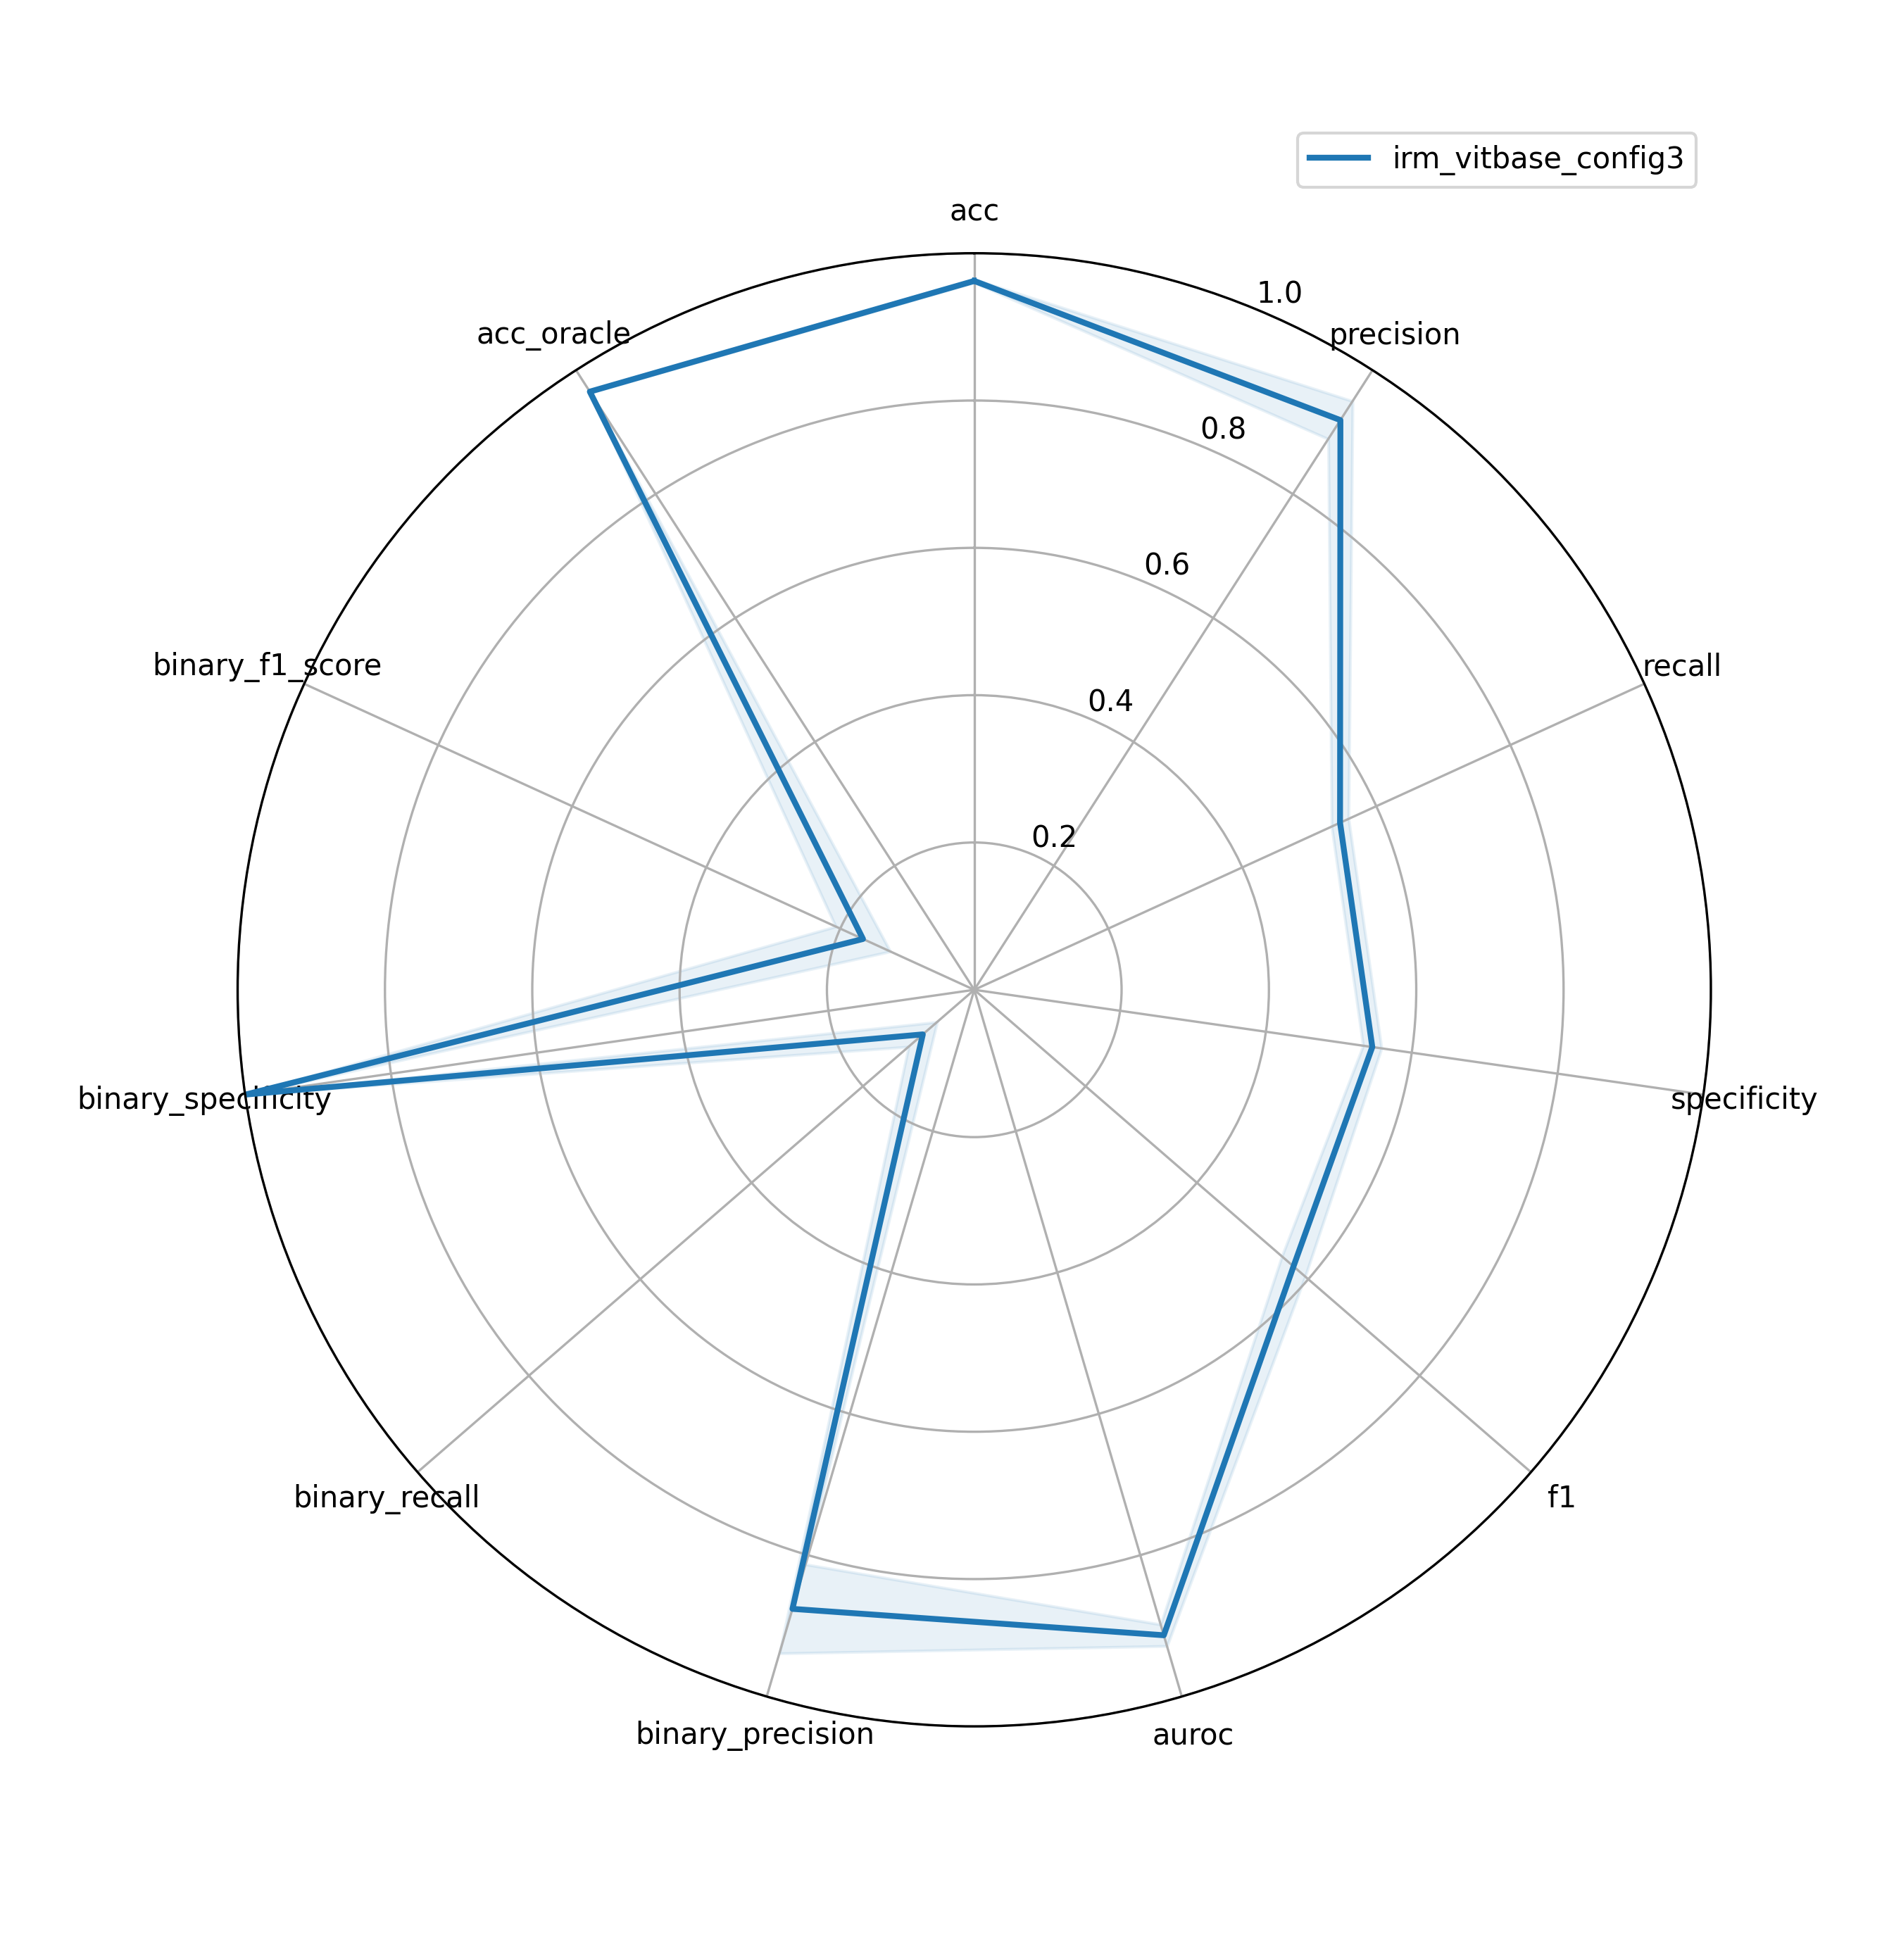 irm_vitbase_config3
acc
1.0
acc_oracle
precision
0.8
0.6
binary_f1_score
recall
0.4
0.2
binary_specificity
specificity
binary_recall
f1
binary_precision
auroc